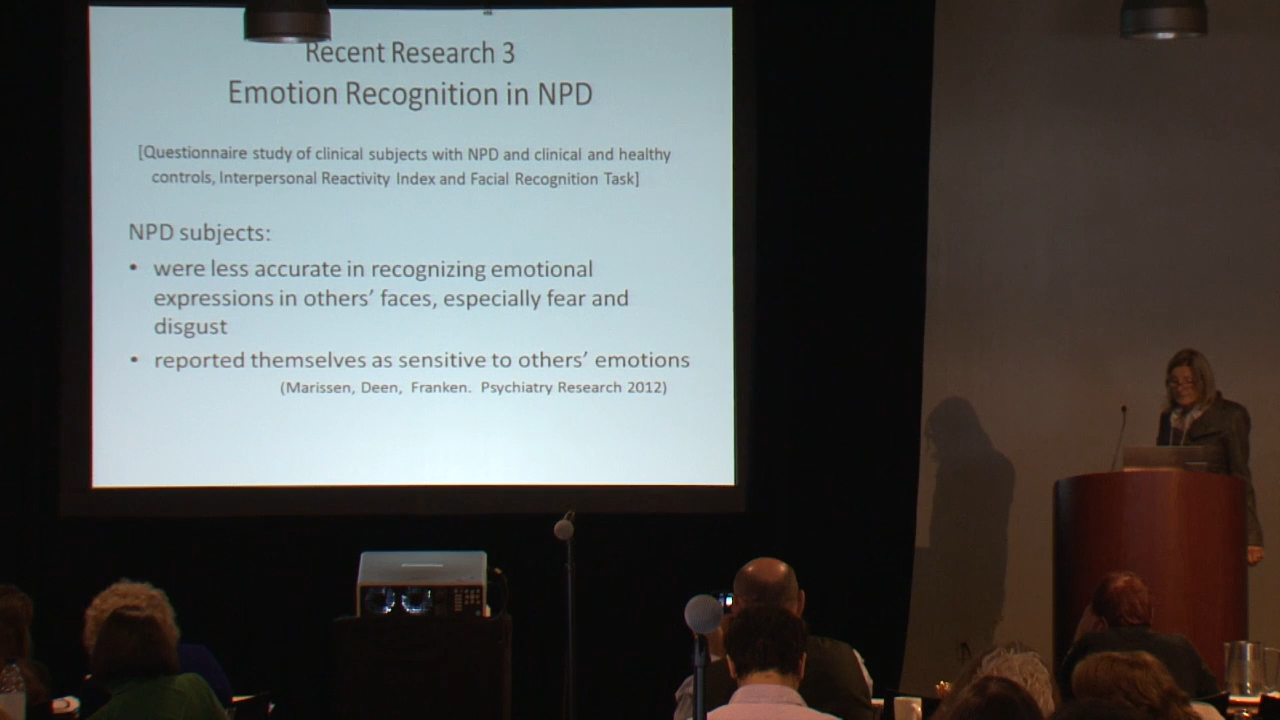 Recent Research 3
Emotion Recognition in NPD
[Questionnaire study of clinical subjects with NPD and clinical and healthy
controls, Interpersonal Reactivity Index and Facial Recognition Task]
NPD subjects:
• were less accurate in recognizing emotional
expressions in others' faces, especially fear and
disgust
• reported themselves as sensitive to others' emotions
(Marissen, Deen, Franken. Psychiatry Research 2012)